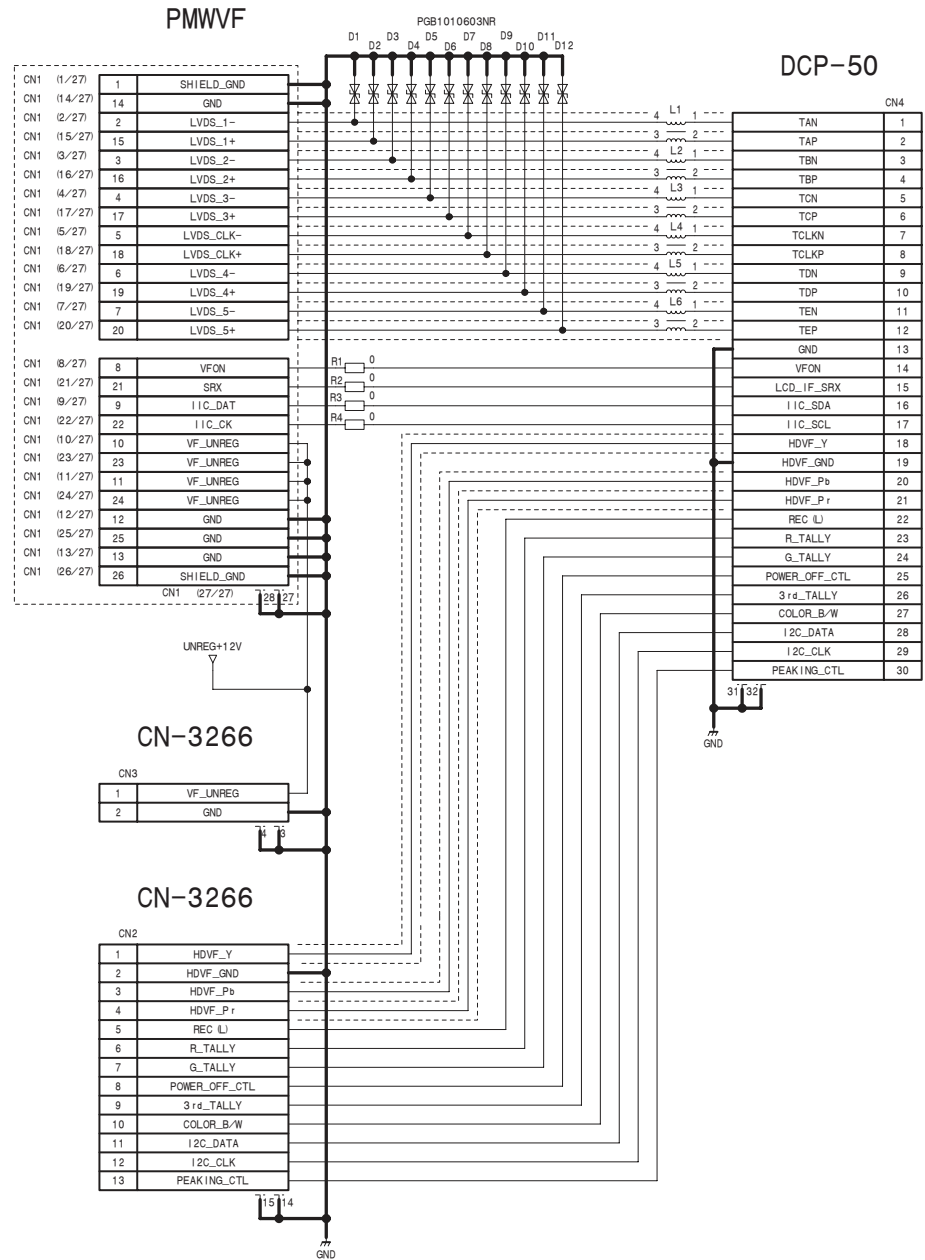 PMWVF
PGB1010603NR
D1 D2 D3 D4 D5 D6 D7 D8 D9 D10 D11 D12
DCP-50
CN4
CN1 (1/27) 1 SHIELD_GND
CN1 (14/27) 14 GND
CN1 (2/27) 2 LVDS_1- 4 L1 1 TAN 1
CN1 (15/27) 15 LVDS_1+ 3 2 TAP 2
CN1 (3/27) 3 LVDS_2- 4 L2 1 TBN 3
CN1 (16/27) 16 LVDS_2+ 3 2 TBP 4
CN1 (4/27) 4 LVDS_3- 4 L3 1 TCN 5
CN1 (17/27) 17 LVDS_3+ 3 2 TCP 6
CN1 (5/27) 5 LVDS_CLK- 4 L4 1 TCLKN 7
CN1 (18/27) 18 LVDS_CLK+ 3 2 TCLKP 8
CN1 (6/27) 6 LVDS_4- 4 L5 1 TDN 9
CN1 (19/27) 19 LVDS_4+ 3 2 TDP 10
CN1 (7/27) 7 LVDS_5- 4 L6 1 TEN 11
CN1 (20/27) 20 LVDS_5+ 3 2 TEP 12
GND 13
CN1 (8/27) 8 VFON R1 0 VFON 14
CN1 (21/27) 21 SRX R2 0 LCD_IF_SRX 15
CN1 (9/27) 9 IIC_DAT R3 0 IIC_SDA 16
CN1 (22/27) 22 IIC_CK R4 0 IIC_SCL 17
CN1 (10/27) 10 VF_UNREG HDVF_Y 18
CN1 (23/27) 23 VF_UNREG HDVF_GND 19
CN1 (11/27) 11 VF_UNREG HDVF_Pb 20
CN1 (24/27) 24 VF_UNREG HDVF_Pr 21
CN1 (12/27) 12 GND REC(L) 22
CN1 (25/27) 25 GND R_TALLY 23
CN1 (13/27) 13 GND G_TALLY 24
CN1 (26/27) 26 SHIELD_GND POWER_OFF_CTL 25
CN1 (27/27) 28 27 3rd_TALLY 26
COLOR_B/W 27
I2C_DATA 28
UNREG+12V I2C_CLK 29
PEAKING_CTL 30
31 32
GND
CN-3266
CN3
1 VF_UNREG
2 GND
4 3
CN-3266
CN2
1 HDVF_Y
2 HDVF_GND
3 HDVF_Pb
4 HDVF_Pr
5 REC(L)
6 R_TALLY
7 G_TALLY
8 POWER_OFF_CTL
9 3rd_TALLY
10 COLOR_B/W
11 I2C_DATA
12 I2C_CLK
13 PEAKING_CTL
15 14
GND